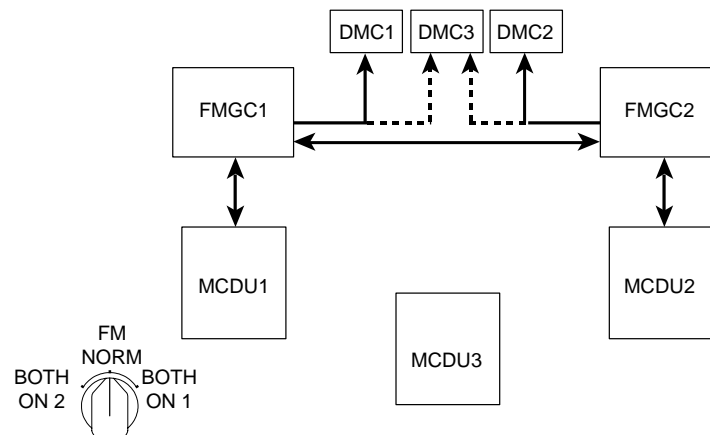 DMC1 DMC3 DMC2
FMGC1 FMGC2
MCDU1 MCDU2
MCDU3
FM
NORM
BOTH
ON 2
BOTH
ON 1